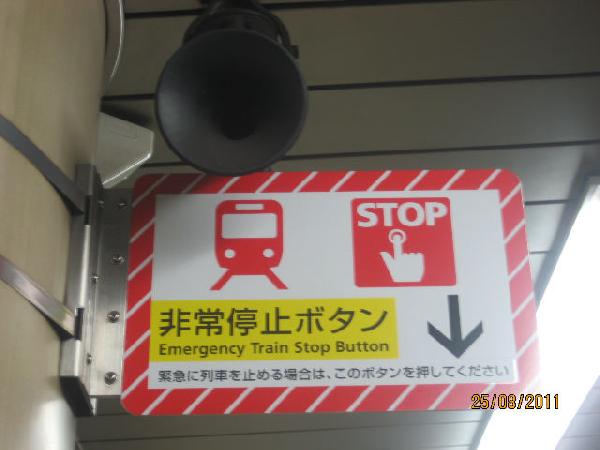 STOP
非常停止ボタン
Emergency Train Stop Button
緊急に列車を止める場合は、このボタンを押してください
25/08/2011